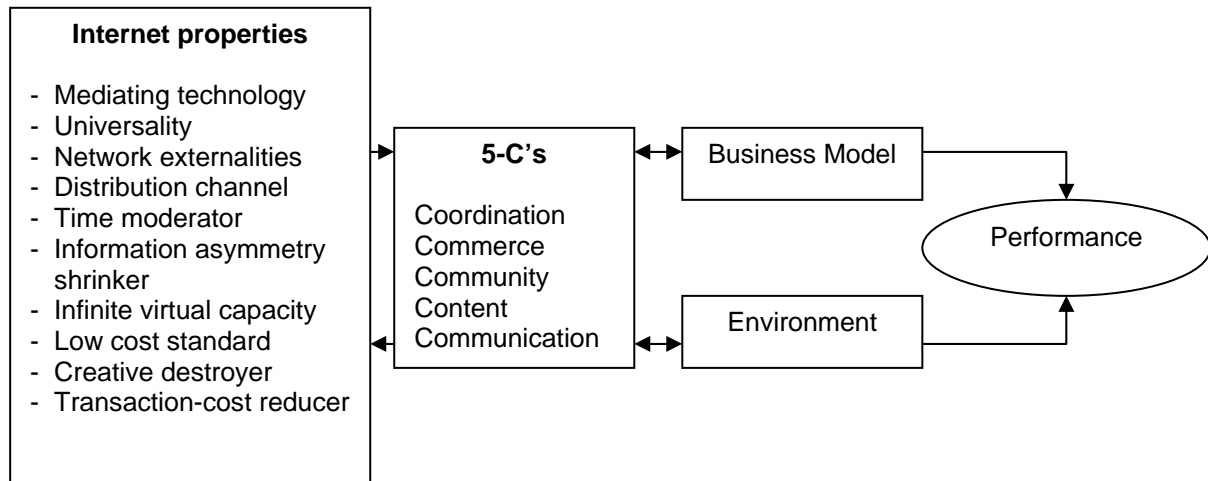 Internet properties
- Mediating technology
- Universality
- Network externalities
- Distribution channel
- Time moderator
- Information asymmetry
shrinker
- Infinite virtual capacity
- Low cost standard
- Creative destroyer
- Transaction-cost reducer
5-C's
Coordination
Commerce
Community
Content
Communication
Business Model
Environment
Performance